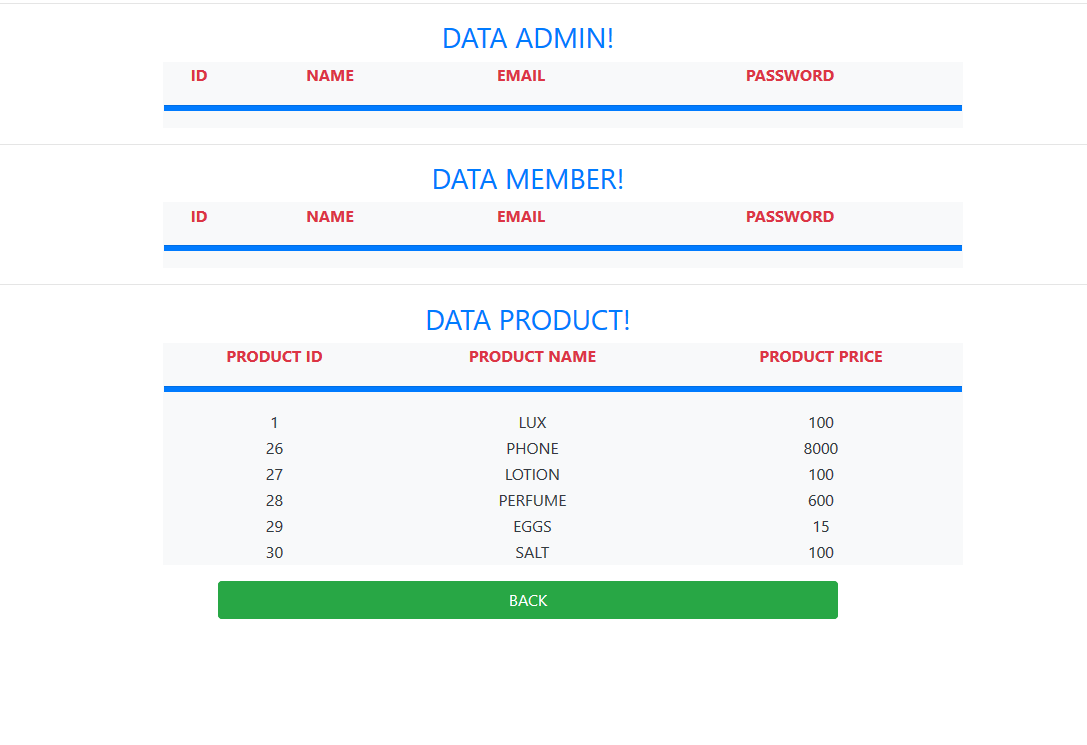 DATA ADMIN!
ID NAME EMAIL PASSWORD
DATA MEMBER!
ID NAME EMAIL PASSWORD
DATA PRODUCT!
PRODUCT ID PRODUCT NAME PRODUCT PRICE
1 LUX 100
26 PHONE 8000
27 LOTION 100
28 PERFUME 600
29 EGGS 15
30 SALT 100
BACK